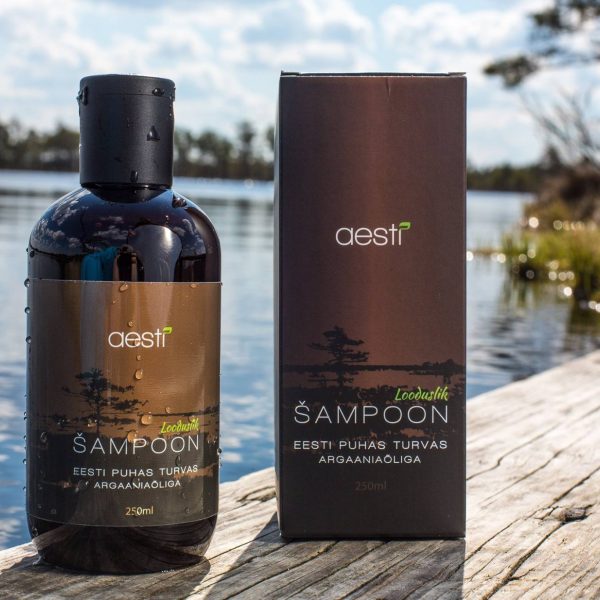 aesti
Looduslik
ŠAMPOON
EESTI PUHAS TURVAS
ARGAANIAÕLIGA
250ml
aesti
Looduslik
ŠAMPOON
EESTI PUHAS TURVAS
ARGAANIAÕLIGA
250ml